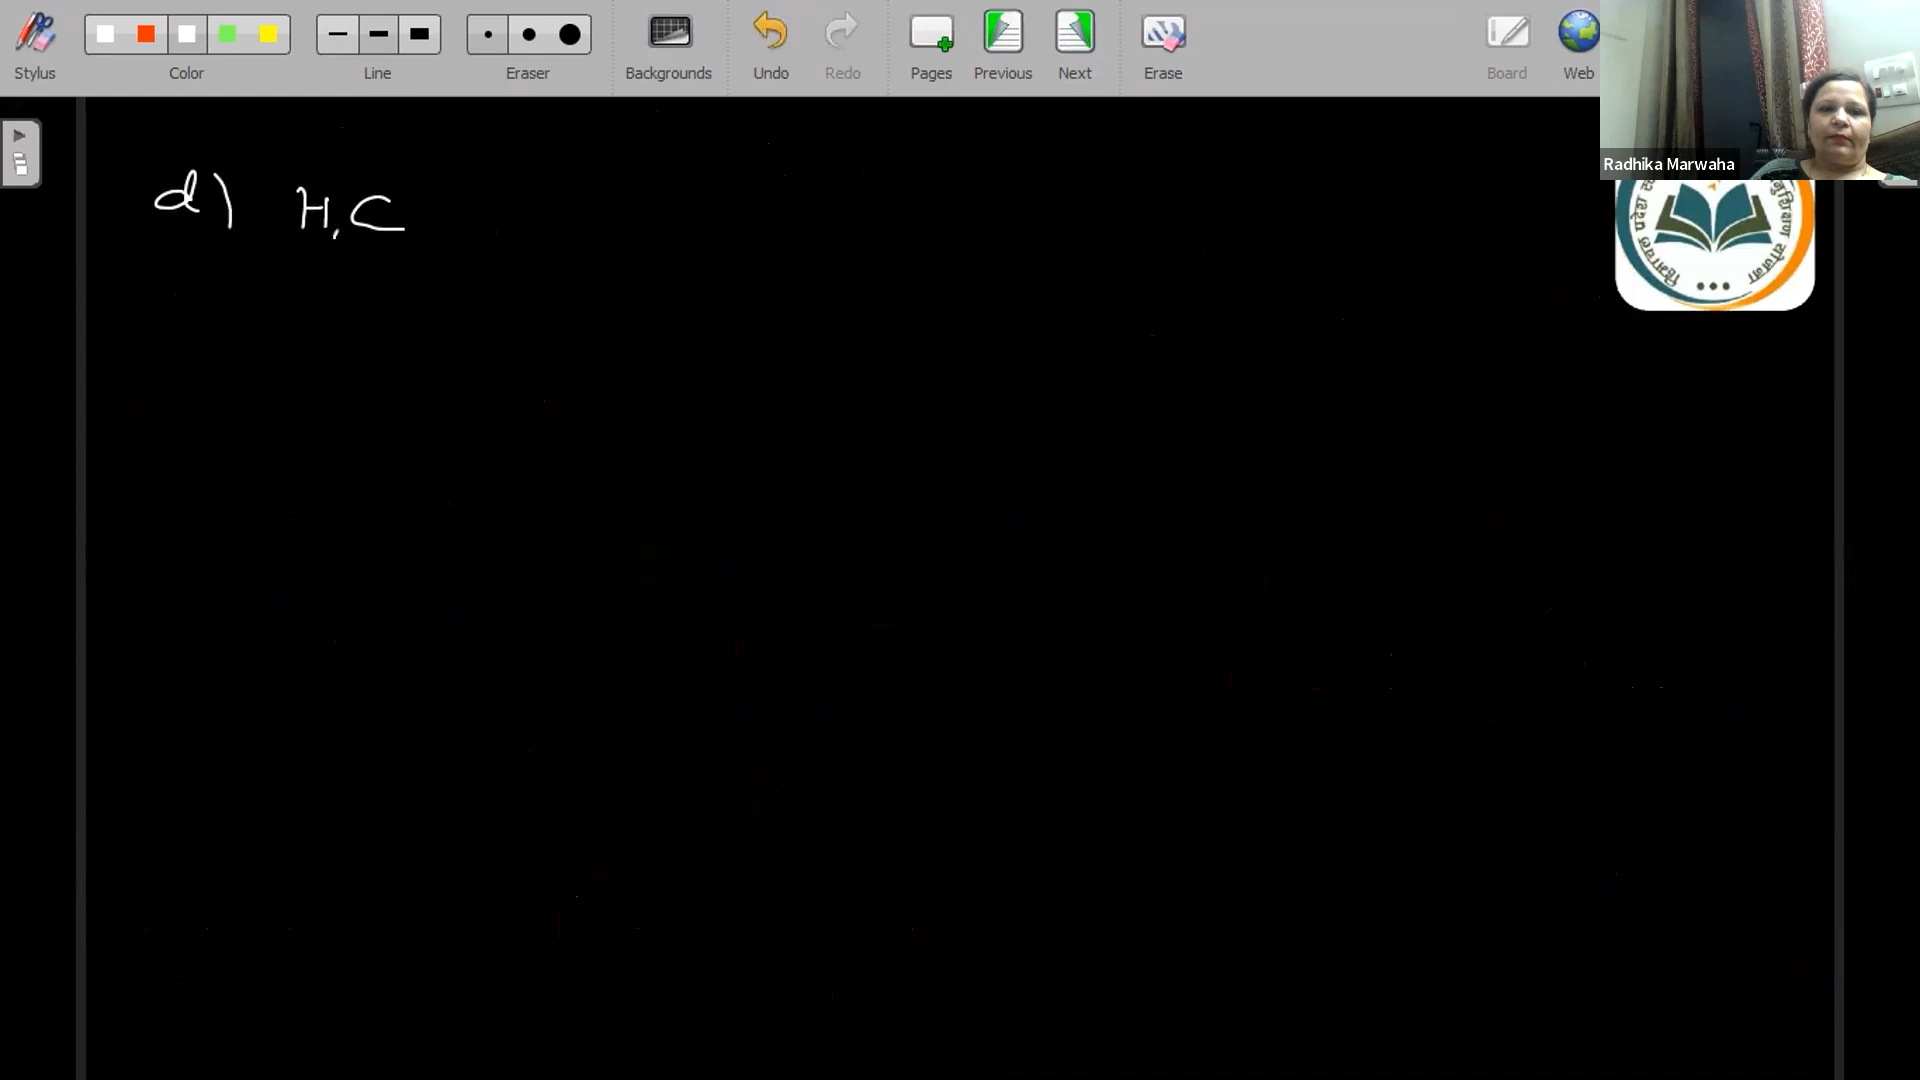 Stylus Color Line Eraser Backgrounds Undo Redo Pages Previous Next Erase Board Web
Radhika Marwaha
d) H, C